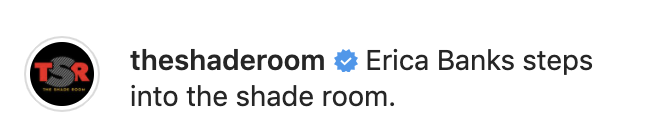 TSR
THE SHADE ROOM
theshaderoom Erica Banks steps
into the shade room.